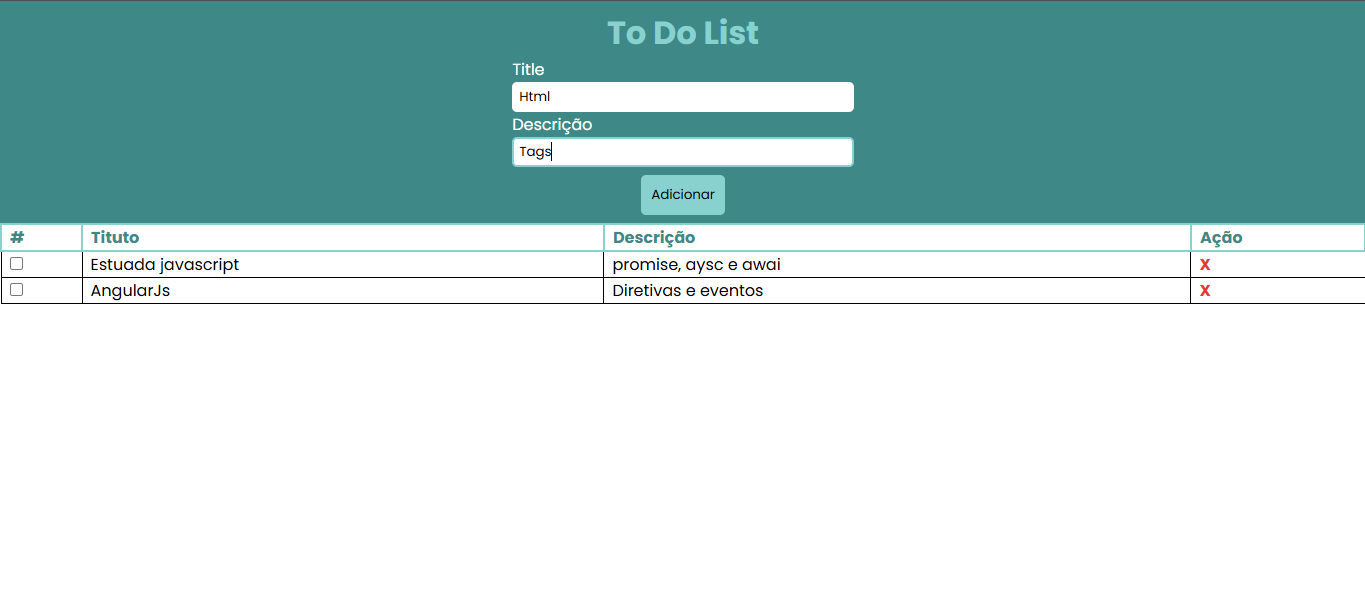 To Do List
Title
Html
Descrição
Tags
Adicionar
# Tituto Descrição Ação
Estuada javascript promise, aysc e awai X
AngularJs Diretivas e eventos X